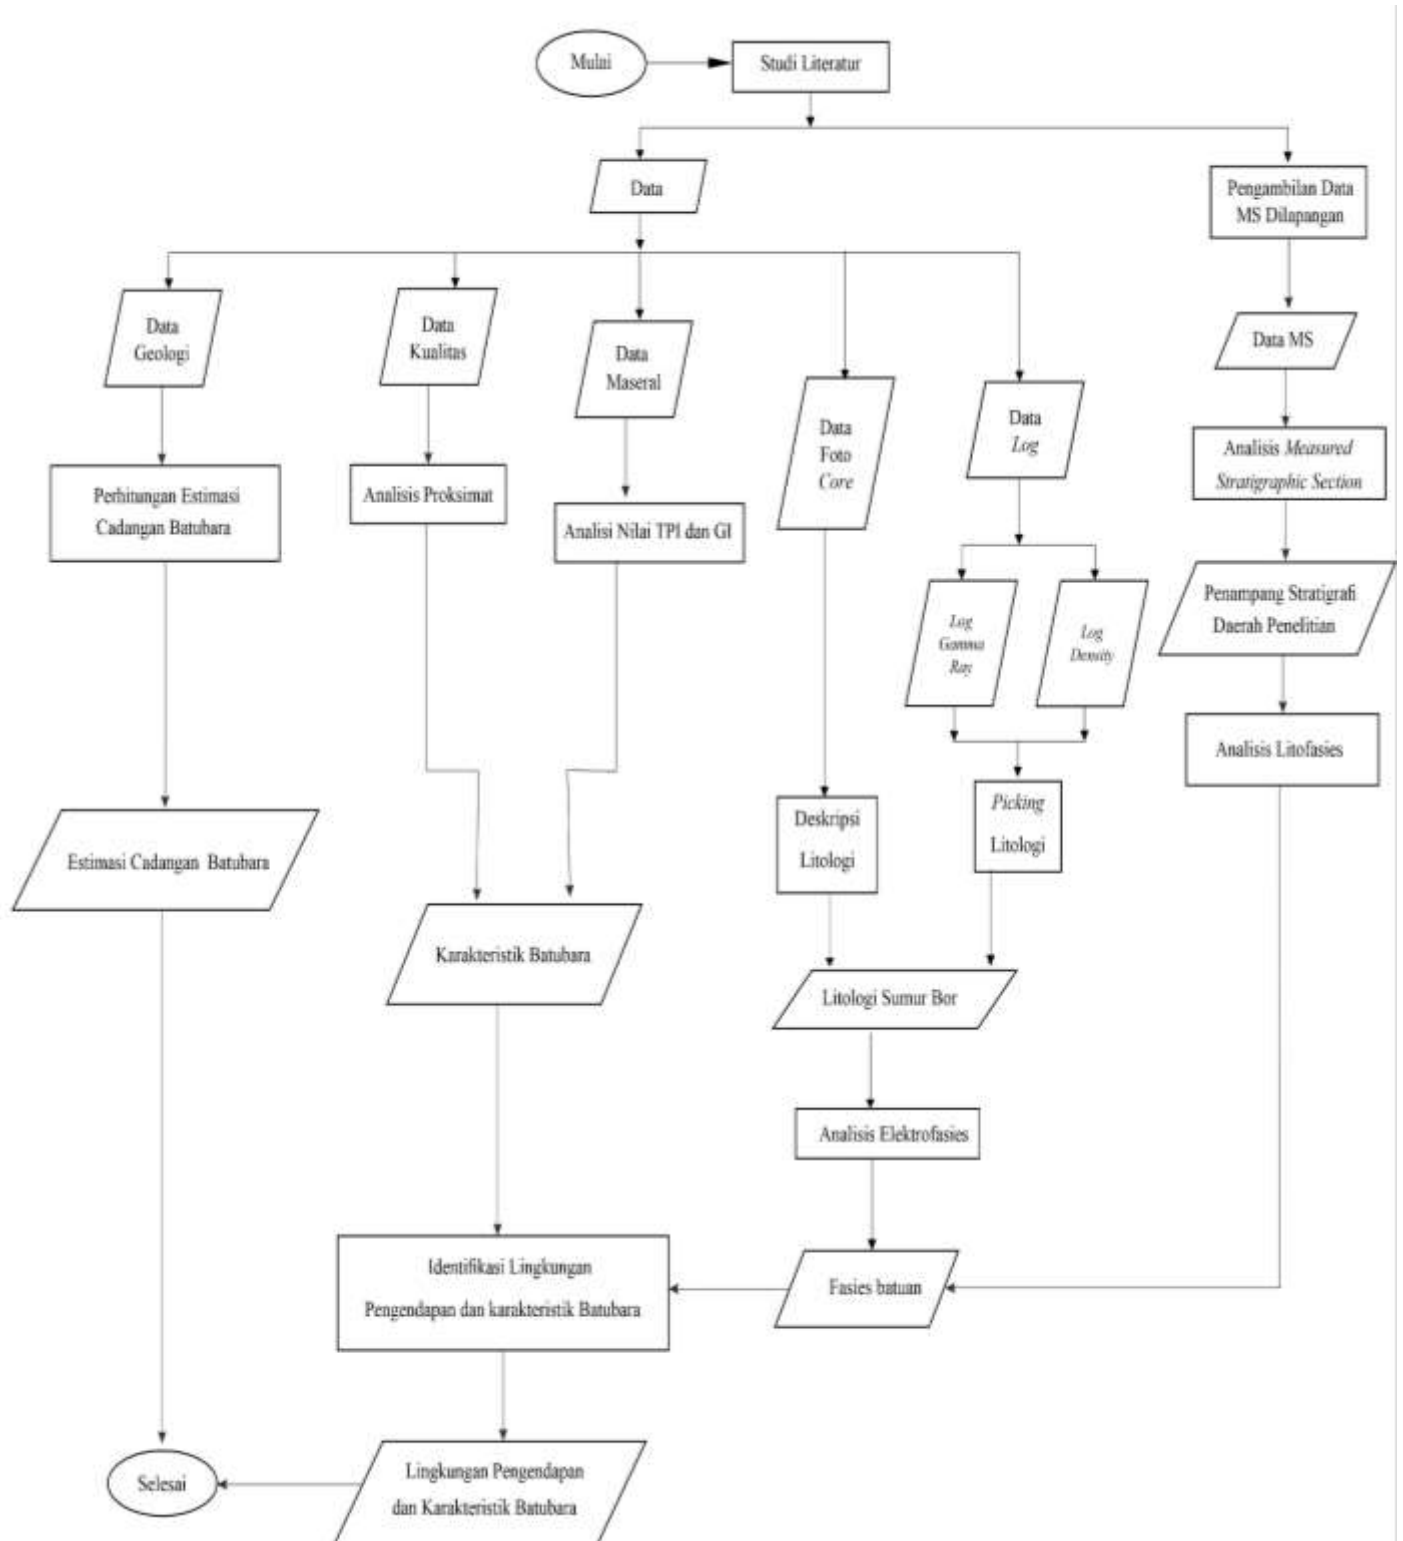 Mulai
Studi Literatur
Data
Pengambilan Data
MS Dilapangan
Data
Geologi
Data
Kualitas
Data
Maseral
Data
Foto
Core
Data
Log
Data MS
Perhitungan Estimasi
Cadangan Batubara
Analisis Proksimat
Analisi Nilai TPI dan GI
Analisis Measured
Stratigraphic Section
Log
Gamma
Ray
Log
Density
Penampang Stratigrafi
Daerah Penelitian
Analisis Litofasies
Estimasi Cadangan Batubara
Deskripsi
Litologi
Picking
Litologi
Karakteristik Batubara
Litologi Sumur Bor
Analisis Elektrofasies
Identifikasi Lingkungan
Pengendapan dan karakteristik Batubara
Fasies batuan
Selesai
Lingkungan Pengendapan
dan Karakteristik Batubara